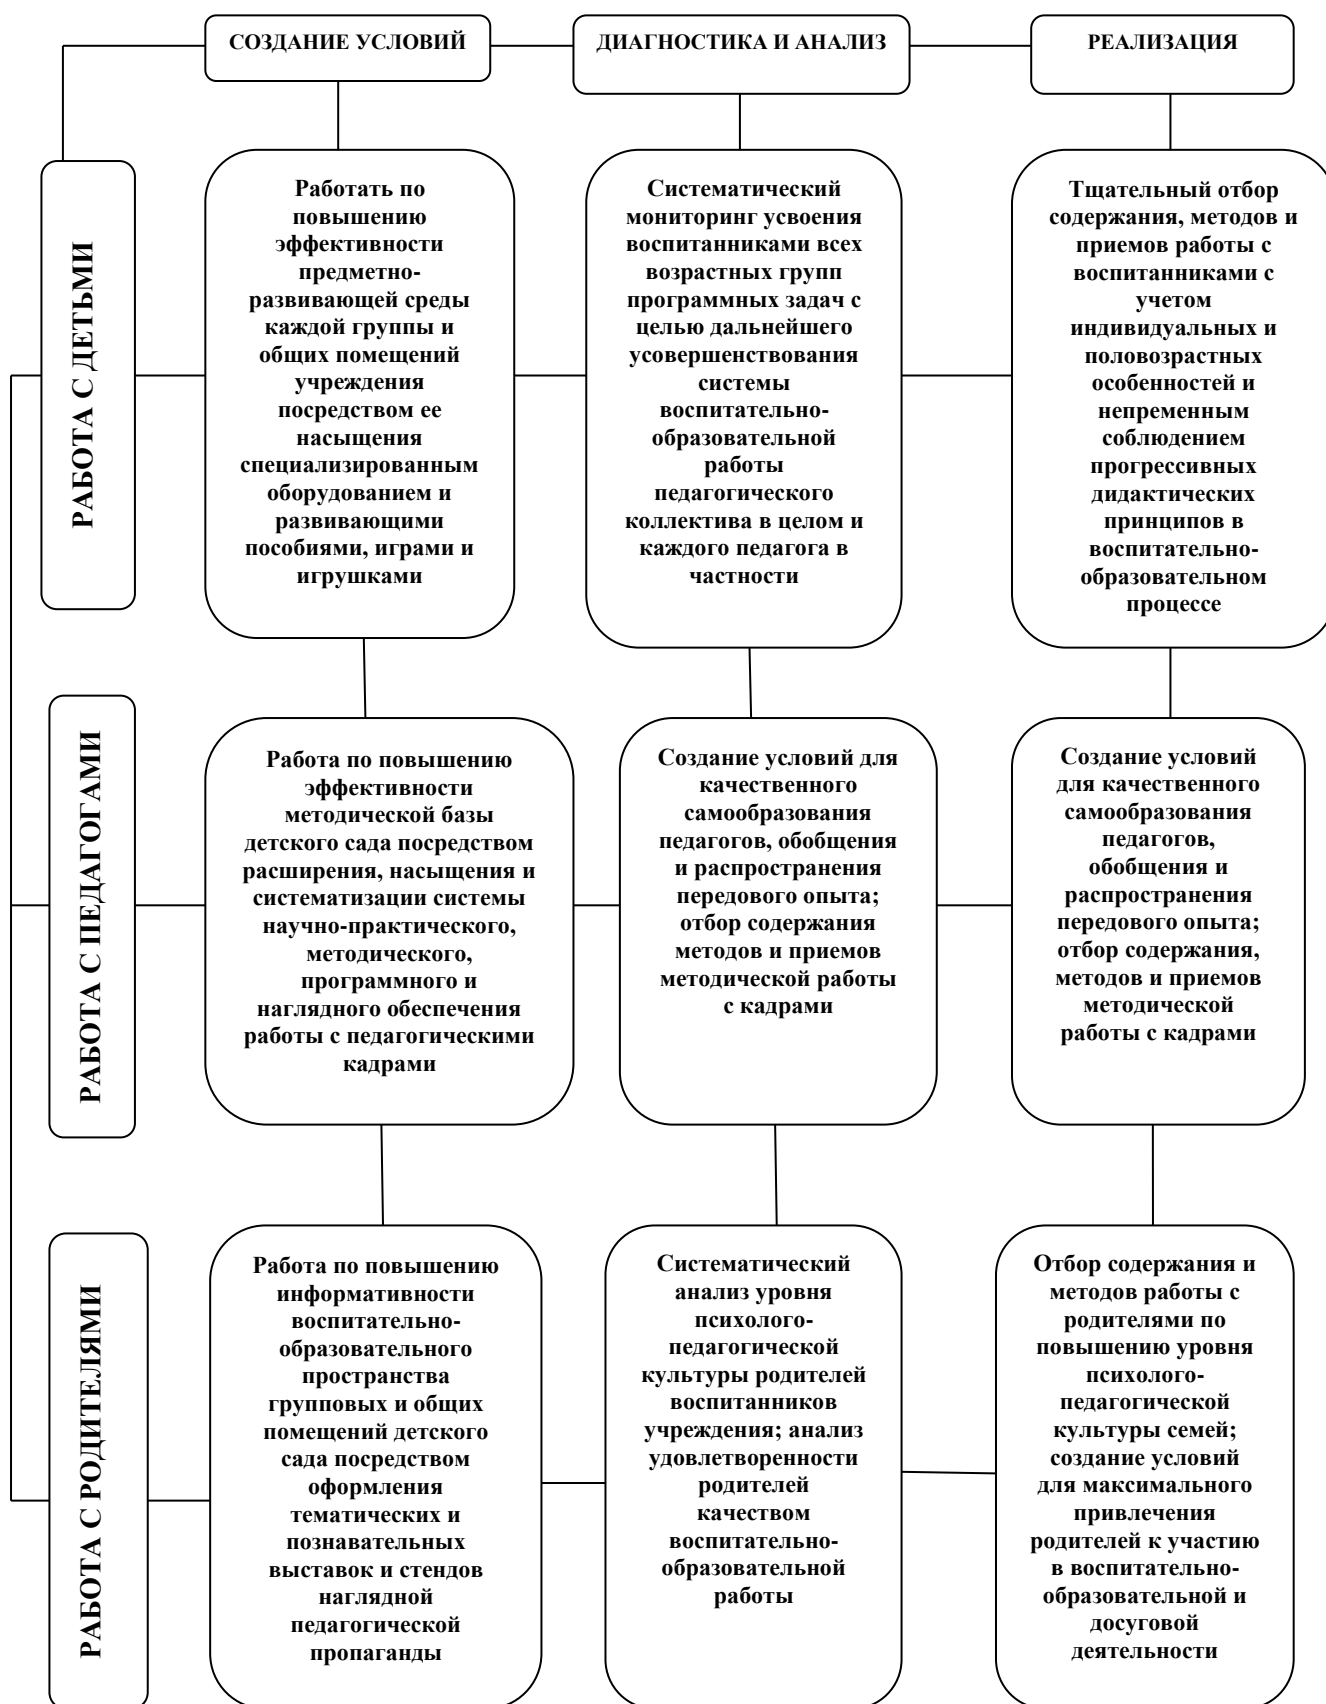 СОЗДАНИЕ УСЛОВИЙ
ДИАГНОСТИКА И АНАЛИЗ
РЕАЛИЗАЦИЯ
РАБОТА С ДЕТЬМИ
Работать по
повышению
эффективности
предметно-
развивающей среды
каждой группы и
общих помещений
учреждения
посредством ее
насыщения
специализированным
оборудованием и
развивающими
пособиями, играми и
игрушками
Систематический
мониторинг усвоения
воспитанниками всех
возрастных групп
программных задач с
целью дальнейшего
усовершенствования
системы
воспитательно-
образовательной
работы
педагогического
коллектива в целом и
каждого педагога в
частности
Тщательный отбор
содержания, методов и
приемов работы с
воспитанниками с
учетом
индивидуальных и
половозрастных
особенностей и
непременным
соблюдением
прогрессивных
дидактических
принципов в
воспитательно-
образовательном
процессе
РАБОТА С ПЕДАГОГАМИ
Работа по повышению
эффективности
методической базы
детского сада посредством
расширения, насыщения и
систематизации системы
научно-практического,
методического,
программного и
наглядного обеспечения
работы с педагогическими
кадрами
Создание условий для
качественного
самообразования
педагогов, обобщения
и распространения
передового опыта;
отбор содержания
методов и приемов
методической работы
с кадрами
Создание условий
для качественного
самообразования
педагогов,
обобщения и
распространения
передового опыта;
отбор содержания,
методов и приемов
методической
работы с кадрами
РАБОТА С РОДИТЕЛЯМИ
Работа по повышению
информативности
воспитательно-
образовательного
пространства
групповых и общих
помещений детского
сада посредством
оформления
тематических и
познавательных
выставок и стендов
наглядной
педагогической
пропаганды
Систематический
анализ уровня
психолого-
педагогической
культуры родителей
воспитанников
учреждения; анализ
удовлетворенности
родителей
качеством
воспитательно-
образовательной
работы
Отбор содержания и
методов работы с
родителями по
повышению уровня
психолого-
педагогической
культуры семей;
создание условий
для максимального
привлечения
родителей к участию
в воспитательно-
образовательной и
досуговой
деятельности